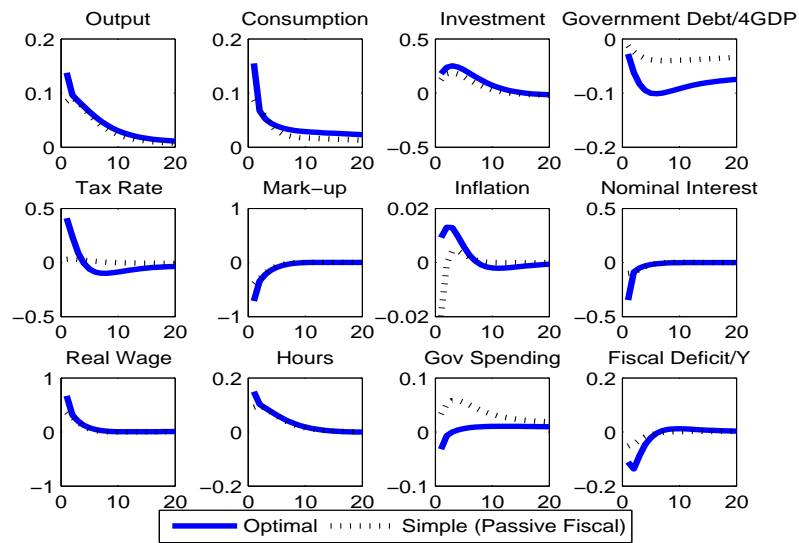 Output
Consumption
Investment
Government Debt/4GDP
0.2
0.1
0
0 10 20
0.2
0.1
0
0 10 20
0.5
0
−0.5
0 10 20
0
−0.1
−0.2
0 10 20
Tax Rate
Mark−up
Inflation
Nominal Interest
0.5
0
−0.5
0 10 20
1
0
−1
0 10 20
0.02
0
−0.02
0 10 20
0.5
0
−0.5
0 10 20
Real Wage
Hours
Gov Spending
Fiscal Deficit/Y
1
0
−1
0 10 20
0.2
0
−0.2
0 10 20
0.1
0
−0.1
0 10 20
0.2
0
−0.2
0 10 20
Optimal
Simple (Passive Fiscal)